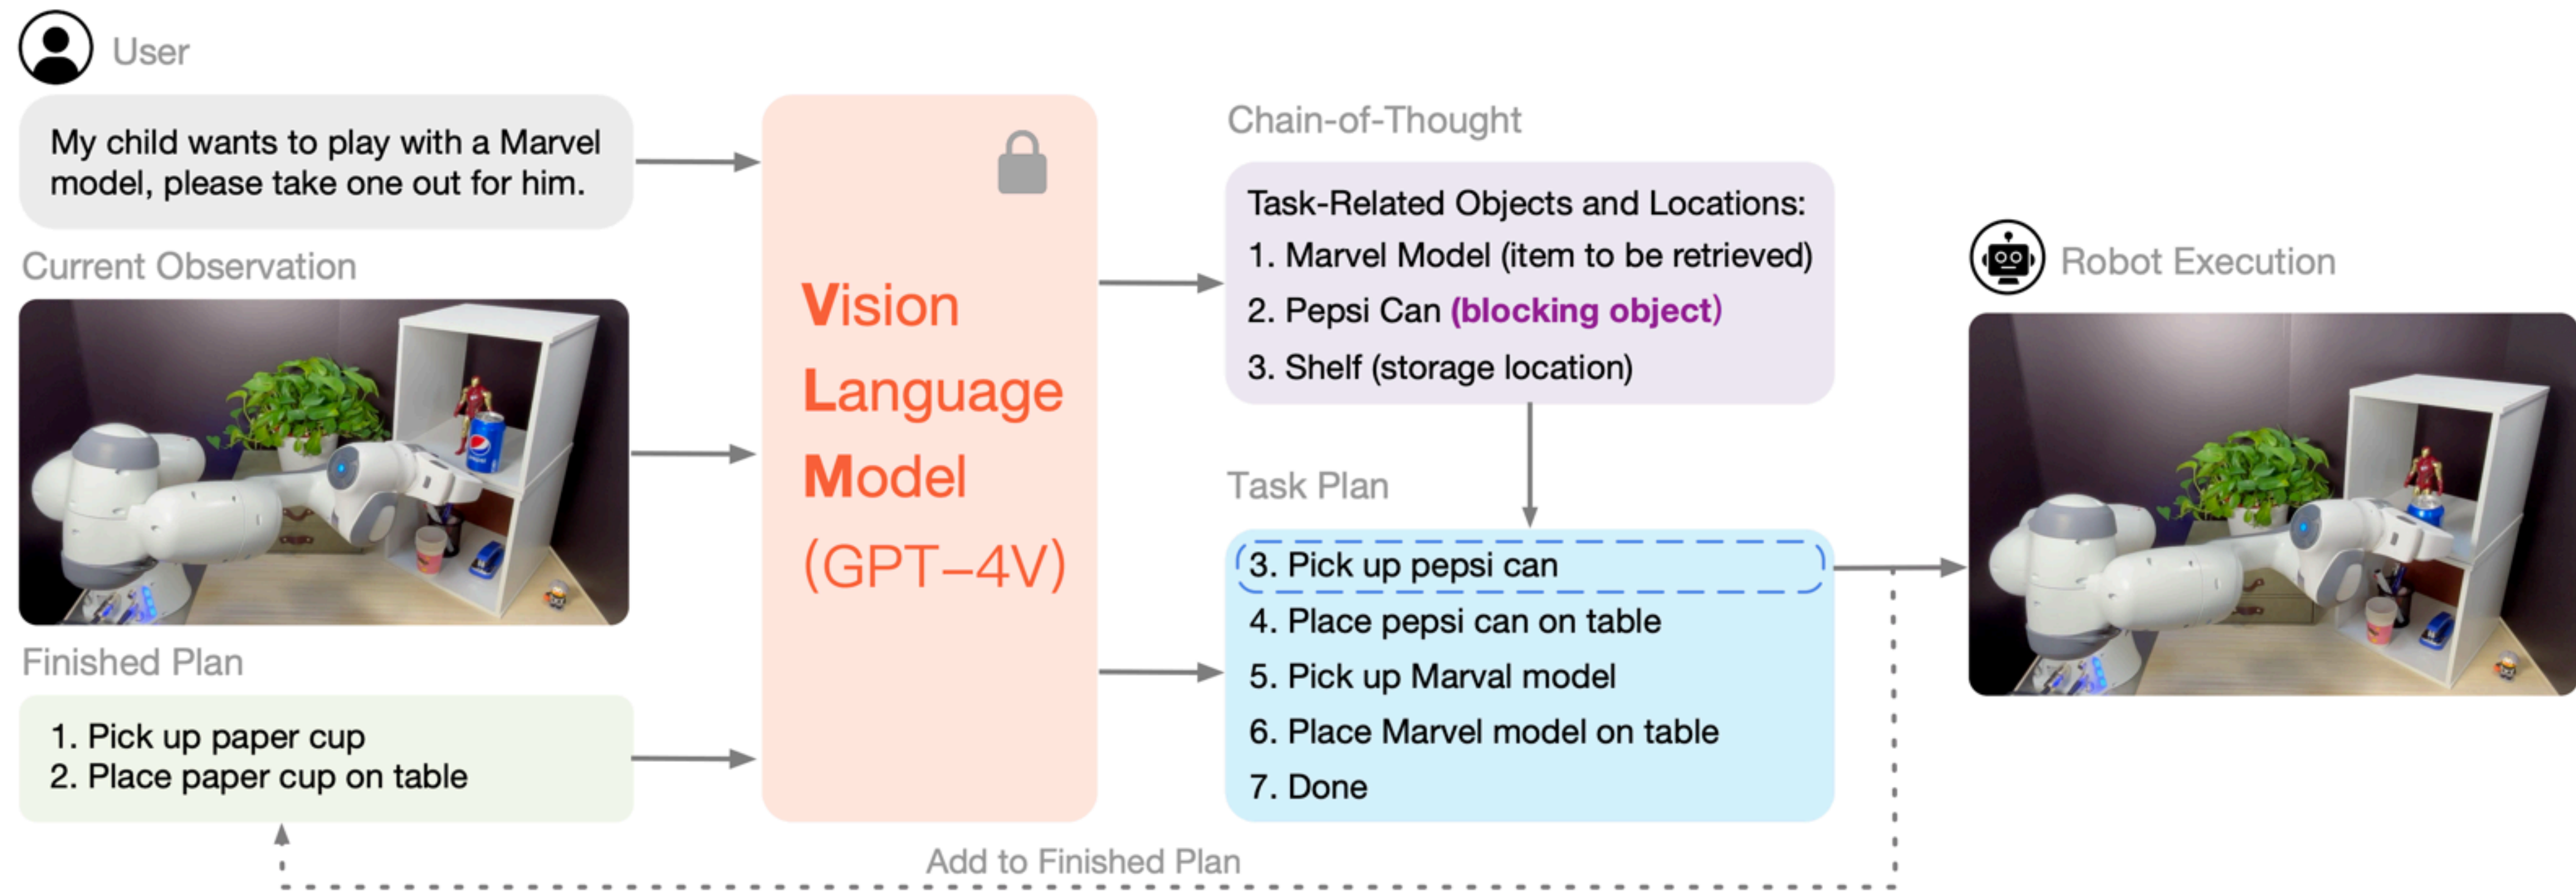 User
My child wants to play with a Marvel
model, please take one out for him.
Current Observation
pepsi
Finished Plan
1. Pick up paper cup
2. Place paper cup on table
Vision
Language
Model
(GPT–4V)
Chain-of-Thought
Task-Related Objects and Locations:
1. Marvel Model (item to be retrieved)
2. Pepsi Can (blocking object)
3. Shelf (storage location)
Task Plan
3. Pick up pepsi can
4. Place pepsi can on table
5. Pick up Marval model
6. Place Marvel model on table
7. Done
Robot Execution
Add to Finished Plan